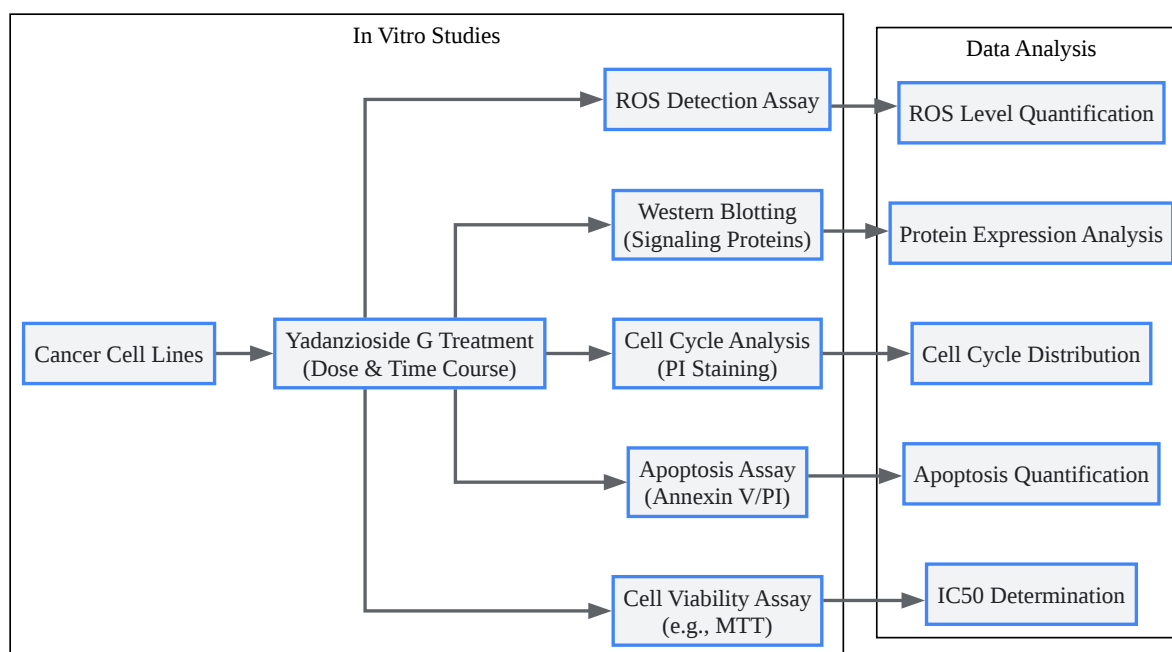 In Vitro Studies
Data Analysis
ROS Detection Assay
ROS Level Quantification
Western Blotting
(Signaling Proteins)
Protein Expression Analysis
Cancer Cell Lines
Yadanzioside G Treatment
(Dose & Time Course)
Cell Cycle Analysis
(PI Staining)
Cell Cycle Distribution
Apoptosis Assay
(Annexin V/PI)
Apoptosis Quantification
Cell Viability Assay
(e.g., MTT)
IC50 Determination